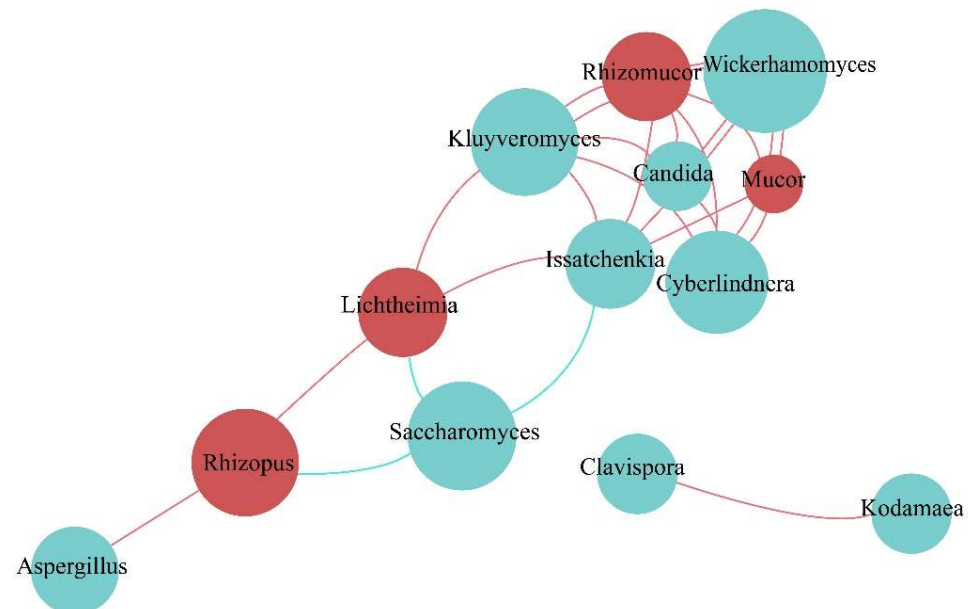 Wickerhamomyces
Rhizomucor
Kluyveromyces
Candida
Mucor
Issatchenkia
Cyberlindnera
Lichtheimia
Saccharomyces
Rhizopus
Clavispora
Kodamaea
Aspergillus